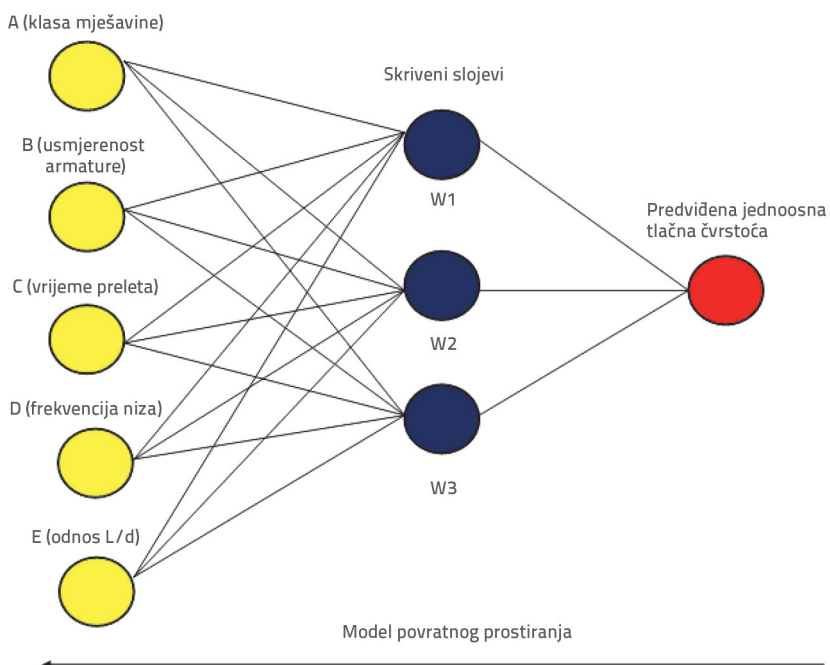 A (klasa mješavine)
B (usmjerenost
armature)
C (vrijeme preleta)
D (frekvencija niza)
E (odnos L/d)
Skriveni slojevi
W1
W2
W3
Predviđena jednoosna
tlačna čvrstoća
Model povratnog prostiranja